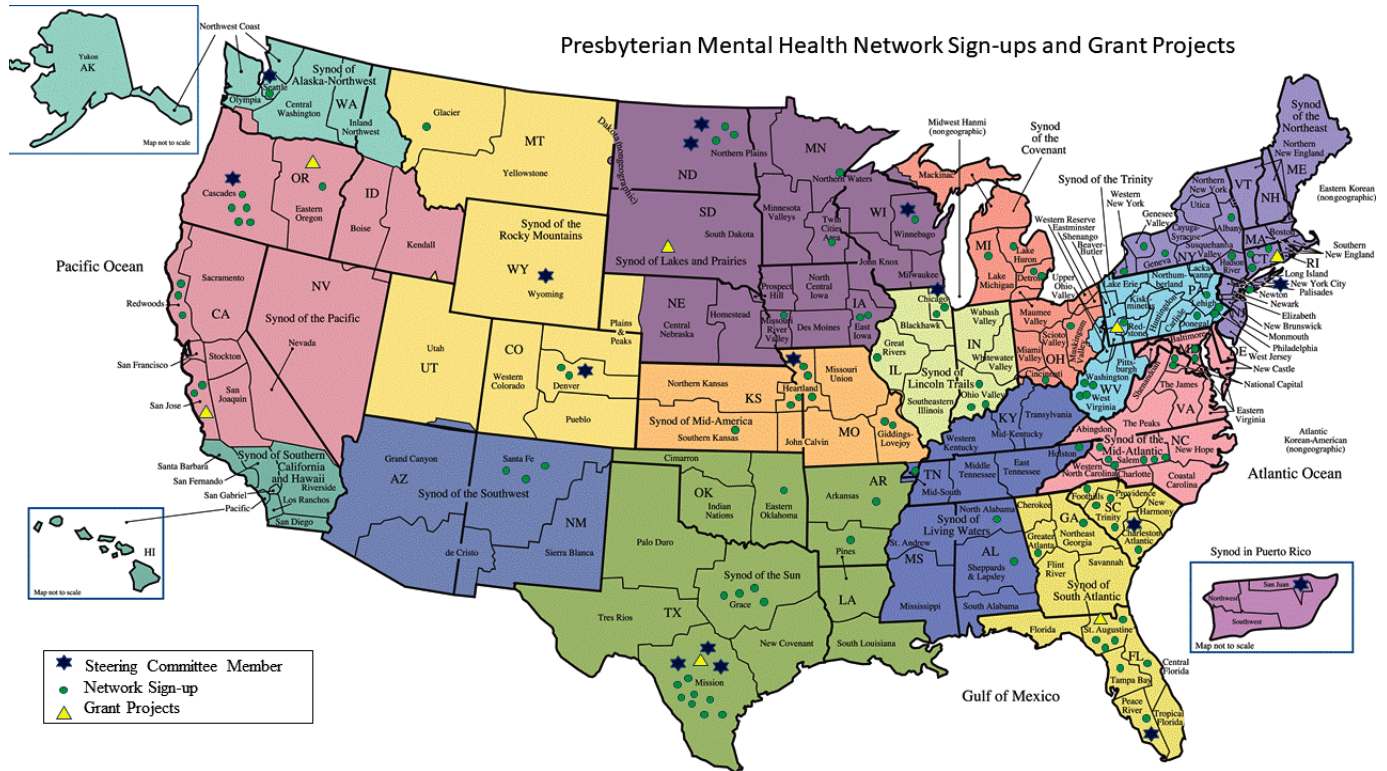 Presbyterian Mental Health Network Sign-ups and Grant Projects
Northwest Coast
Yukon
AK
Map not to scale
Olympia
Seattle
Synod of
Alaska-Northwest
Central
Washington
WA
Inland
Northwest
Glacier
MT
Yellowstone
Dakota(nongeographic)
Northern Plains
ND
MN
Northern Waters
Minnesota
Valleys
Twin
Cities
Area
Midwest Hanmi
(nongeographic)
Synod of
the Covenant
Mackinac
Synod of
the Northeast
Northern New
England
ME
VT
NH
Northern
New York
Utica
Eastern Korean
(nongeographic)
Synod of the Trinity
Western
New York
Genesee
Valley
Cayuga-
Syracuse
Geneva
Susquehanna
Valley
NY
Albany
MA
Boston
CT
RI
Southern
New England
Hudson
River
Long Island
New York City
Palisades
Newton
Newark
Elizabeth
New Brunswick
Monmouth
Philadelphia
West Jersey
New Castle
National Capital
Eastern
Virginia
Cascades
OR
Eastern
Oregon
ID
Boise
Kendall
Synod of the
Rocky Mountains
WY
Wyoming
SD
South Dakota
Synod of Lakes and Prairies
WI
Winnebago
John Knox
Milwaukee
MI
Lake
Huron
Lake
Michigan
Detroit
Western Reserve
Eastminster
Shenango
Beaver-
Butler
Upper
Ohio Valley
Lake Erie
Kiski-
minetas
Northum-
berland
Lacka-
wanna
PA
Huntingdon
Carlisle
Lehigh
Donegal
Red-
stone
Pitts-
burgh
Washington
WV
West
Virginia
NJ
DE
Baltimore
Shenandoah
Pacific Ocean
Sacramento
Redwoods
CA
NV
Synod of the Pacific
Nevada
San Francisco
Stockton
San
Joaquin
San Jose
Utah
UT
CO
Western
Colorado
Denver
Pueblo
Plains
&
Peaks
NE
Central
Nebraska
Homestead
Prospect
Hill
Missouri
River
Valley
North
Central
Iowa
IA
Des Moines
East
Iowa
Chicago
Blackhawk
Great
Rivers
IL
Synod of
Lincoln Trails
Southeastern
Illinois
Wabash
Valley
IN
Whitewater
Valley
Ohio Valley
Maumee
Valley
Miami
Valley
OH
Scioto
Valley
Muskingum
Valley
Cincinnati
Northern Kansas
KS
Synod of Mid-America
Southern Kansas
Heartland
Missouri
Union
MO
John Calvin
Giddings-
Lovejoy
KY
Transylvania
Western
Kentucky
Mid-Kentucky
The James
VA
The Peaks
Abingdon
Synod of the
Mid-Atlantic
NC
New Hope
Salem
Holston
Western
North Carolina
Charlotte
Coastal
Carolina
Atlantic
Korean-American
(nongeographic)
Atlantic Ocean
Santa Barbara
San Fernando
San Gabriel
Pacific
Synod of Southern
California
and Hawaii
Riverside
Los Ranchos
San Diego
HI
Map not to scale
Grand Canyon
AZ
Synod of the Southwest
Santa Fe
NM
de Cristo
Sierra Blanca
Cimarron
OK
Indian
Nations
Eastern
Oklahoma
Arkansas
AR
Pines
TN
Mid-South
Middle
Tennessee
East
Tennessee
Palo Duro
Synod of the Sun
Grace
TX
Tres Rios
New Covenant
Mission
LA
South Louisiana
St. Andrew
MS
Mississippi
Synod of
Living Waters
North Alabama
AL
Sheppards
& Lapsley
South Alabama
Cherokee
GA
Greater
Atlanta
Northeast
Georgia
Flint
River
Savannah
Synod of
South Atlantic
Foothills
Providence
SC
Trinity
New
Harmony
Charleston
Atlantic
Florida
St. Augustine
FL
Central
Florida
Tampa Bay
Peace
River
Tropical
Florida
Gulf of Mexico
Synod in Puerto Rico
San Juan
Northwest
Southwest
Map not to scale
Steering Committee Member
Network Sign-up
Grant Projects